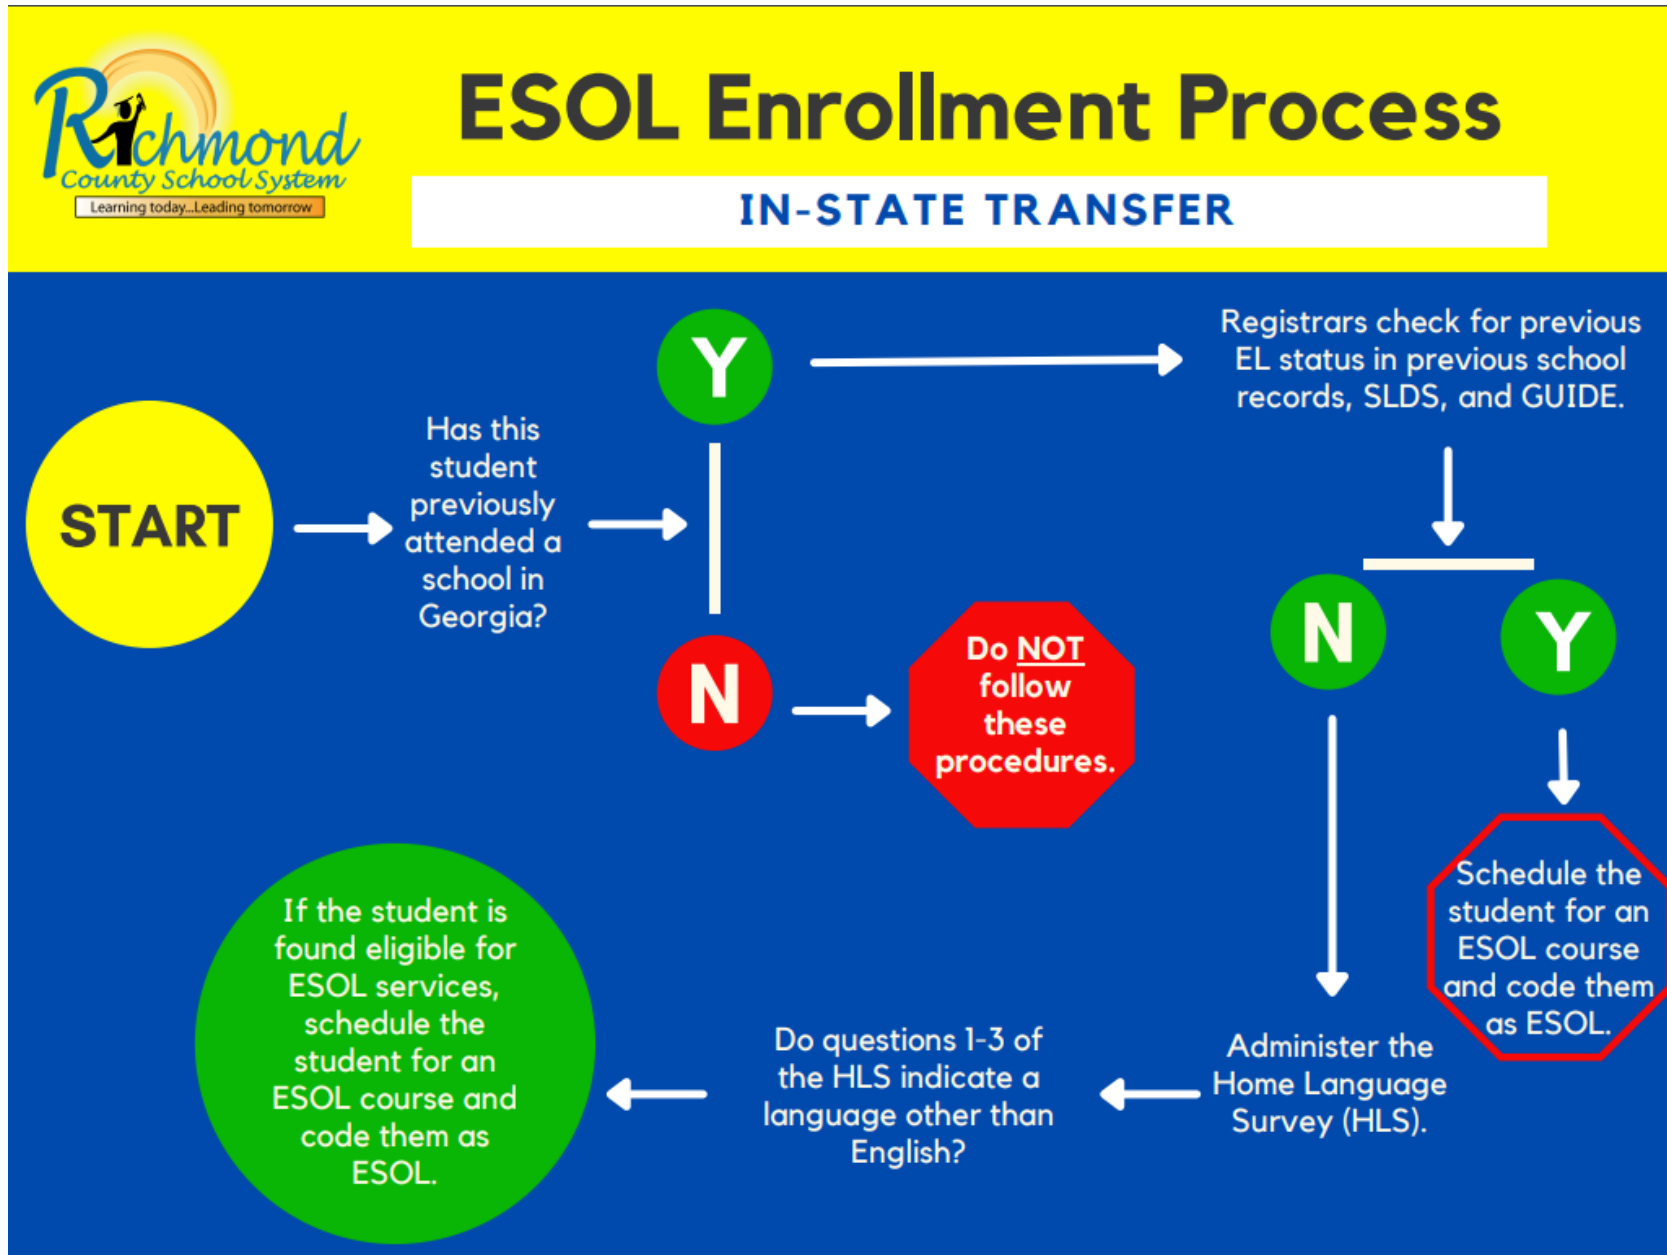 Richmond
County School System
Learning today...Leading tomorrow
ESOL Enrollment Process
IN-STATE TRANSFER
START
Has this
student
previously
attended a
school in
Georgia?
Y
N
Do NOT
follow
these
procedures.
Registrars check for previous
EL status in previous school
records, SLDS, and GUIDE.
N
Y
Schedule the
student for an
ESOL course
and code them
as ESOL.
Administer the
Home Language
Survey (HLS).
Do questions 1-3 of
the HLS indicate a
language other than
English?
If the student is
found eligible for
ESOL services,
schedule the
student for an
ESOL course and
code them as
ESOL.